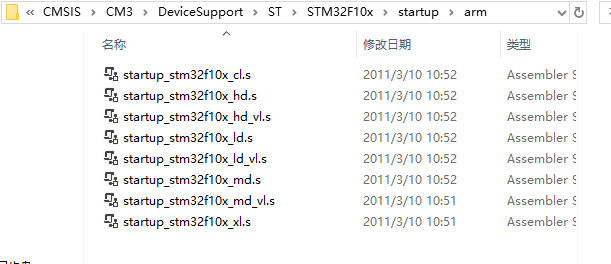 CMSIS > CM3 > DeviceSupport > ST > STM32F10x > startup > arm
名称 修改日期 类型
startup_stm32f10x_cl.s 2011/3/10 10:52 Assembler S
startup_stm32f10x_hd.s 2011/3/10 10:52 Assembler S
startup_stm32f10x_hd_vl.s 2011/3/10 10:52 Assembler S
startup_stm32f10x_ld.s 2011/3/10 10:52 Assembler S
startup_stm32f10x_ld_vl.s 2011/3/10 10:52 Assembler S
startup_stm32f10x_md.s 2011/3/10 10:52 Assembler S
startup_stm32f10x_md_vl.s 2011/3/10 10:51 Assembler S
startup_stm32f10x_xl.s 2011/3/10 10:51 Assembler S